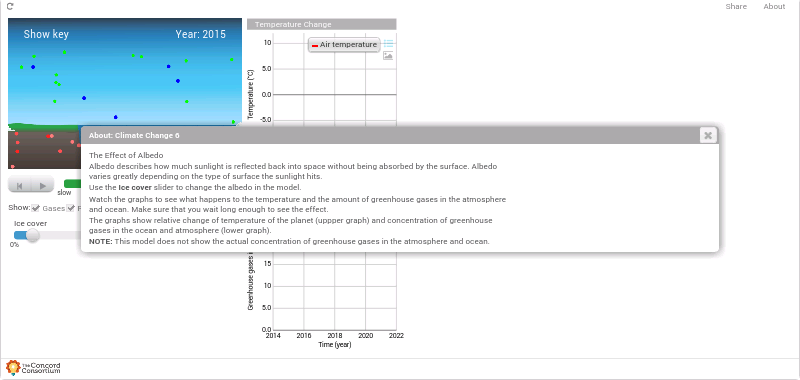 Share About
Show key Year: 2015
Temperature Change
Air temperature
10
5.0
0.0
-5.0
Temperature (°C)
About: Climate Change 6
The Effect of Albedo
Albedo describes how much sunlight is reflected back into space without being absorbed by the surface. Albedo
varies greatly depending on the type of surface the sunlight hits.
Use the Ice cover slider to change the albedo in the model.
Watch the graphs to see what happens to the temperature and the amount of greenhouse gases in the atmosphere
and ocean. Make sure that you wait long enough to see the effect.
The graphs show relative change of temperature of the planet (uppper graph) and concentration of greenhouse
gases in the ocean and atmosphere (lower graph).
NOTE: This model does not show the actual concentration of greenhouse gases in the atmosphere and ocean.
slow
Show: Gases
Ice cover
0%
Greenhouse gases
15
10
5.0
0.0
2014 2016 2018 2020 2022
Time (year)
The Concord
Consortium